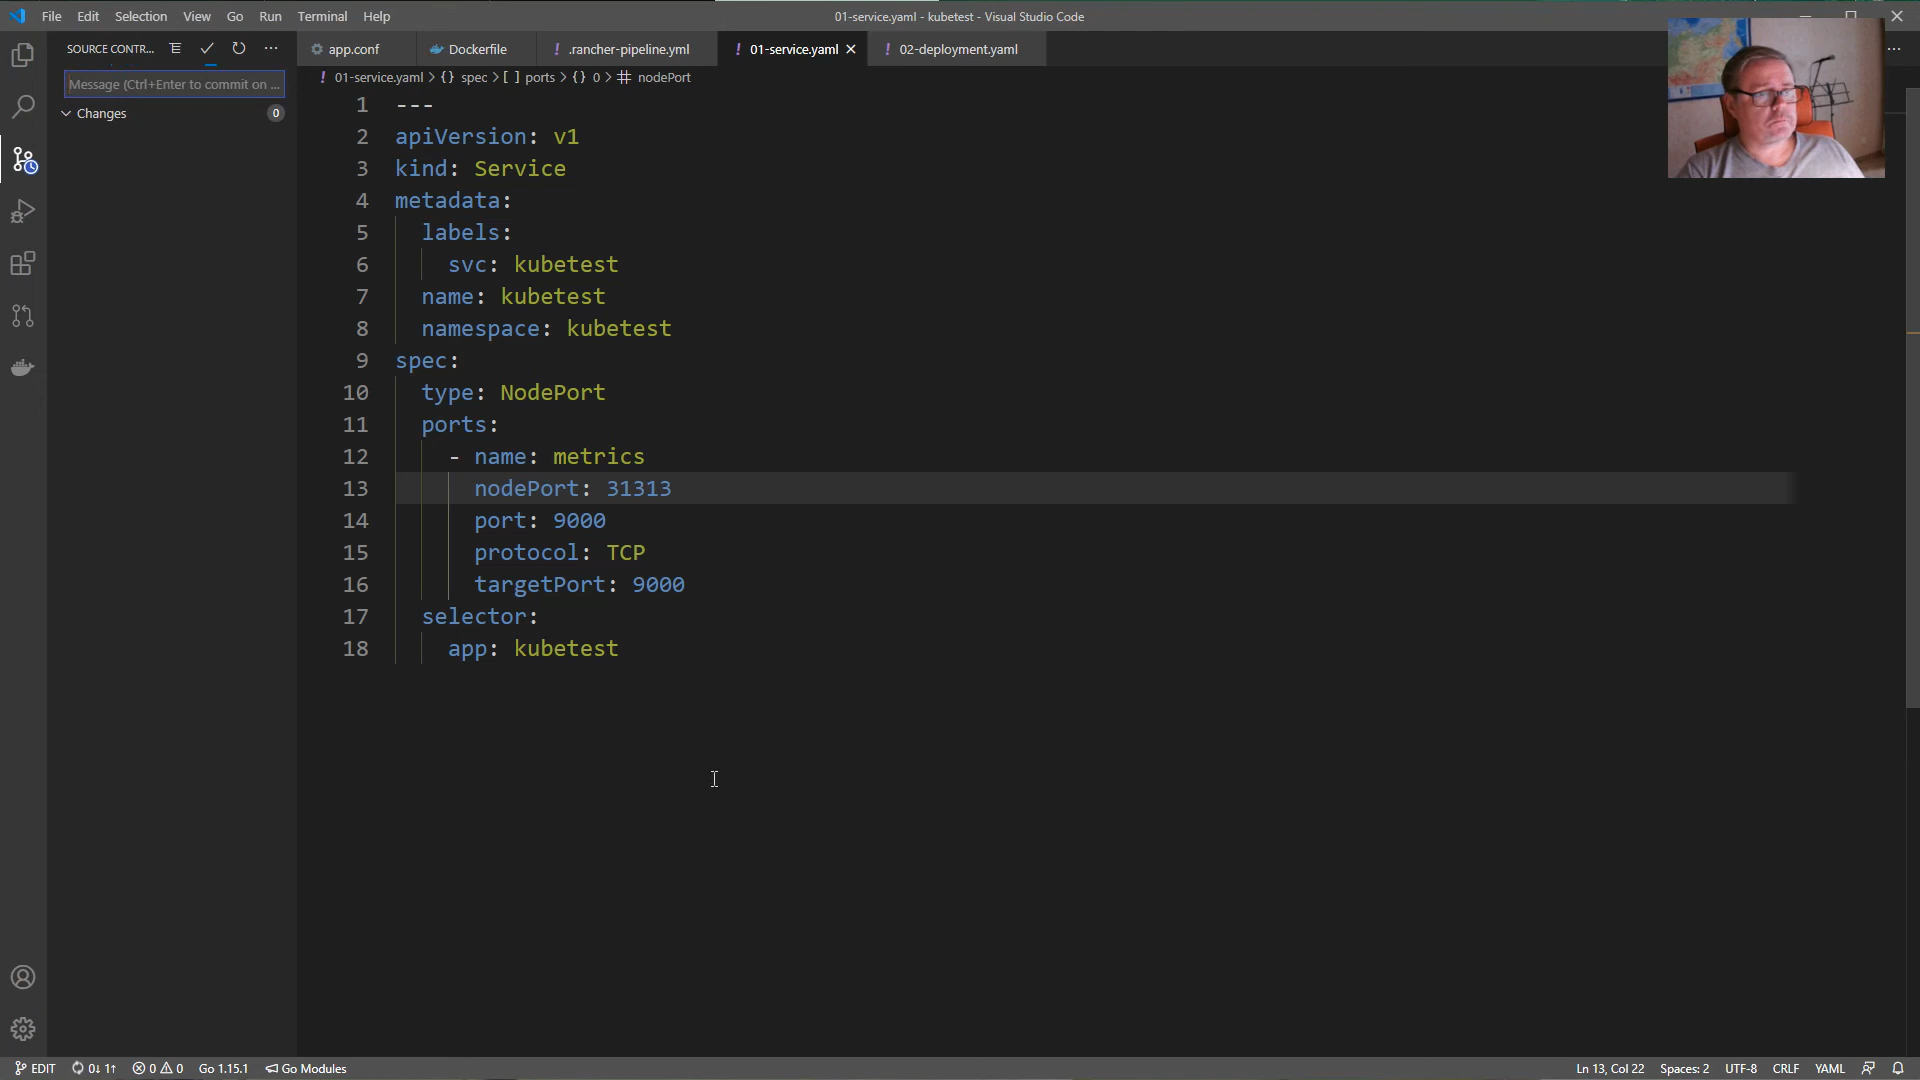 File Edit Selection View Go Run Terminal Help
01-service.yaml - kubetest - Visual Studio Code
SOURCE CONTR...
app.conf
Dockerfile
! .rancher-pipeline.yml
! 01-service.yaml
! 02-deployment.yaml
Message (Ctrl+Enter to commit on ...
Changes 0
! 01-service.yaml > {} spec > [ ] ports > {} 0 > # nodePort
1 ---
2 apiVersion: v1
3 kind: Service
4 metadata:
5 labels:
6 svc: kubetest
7 name: kubetest
8 namespace: kubetest
9 spec:
10 type: NodePort
11 ports:
12 - name: metrics
13 nodePort: 31313
14 port: 9000
15 protocol: TCP
16 targetPort: 9000
17 selector:
18 app: kubetest
EDIT 0↓ 1↑ 0 0 Go 1.15.1 Go Modules
Ln 13, Col 22 Spaces: 2 UTF-8 CRLF YAML